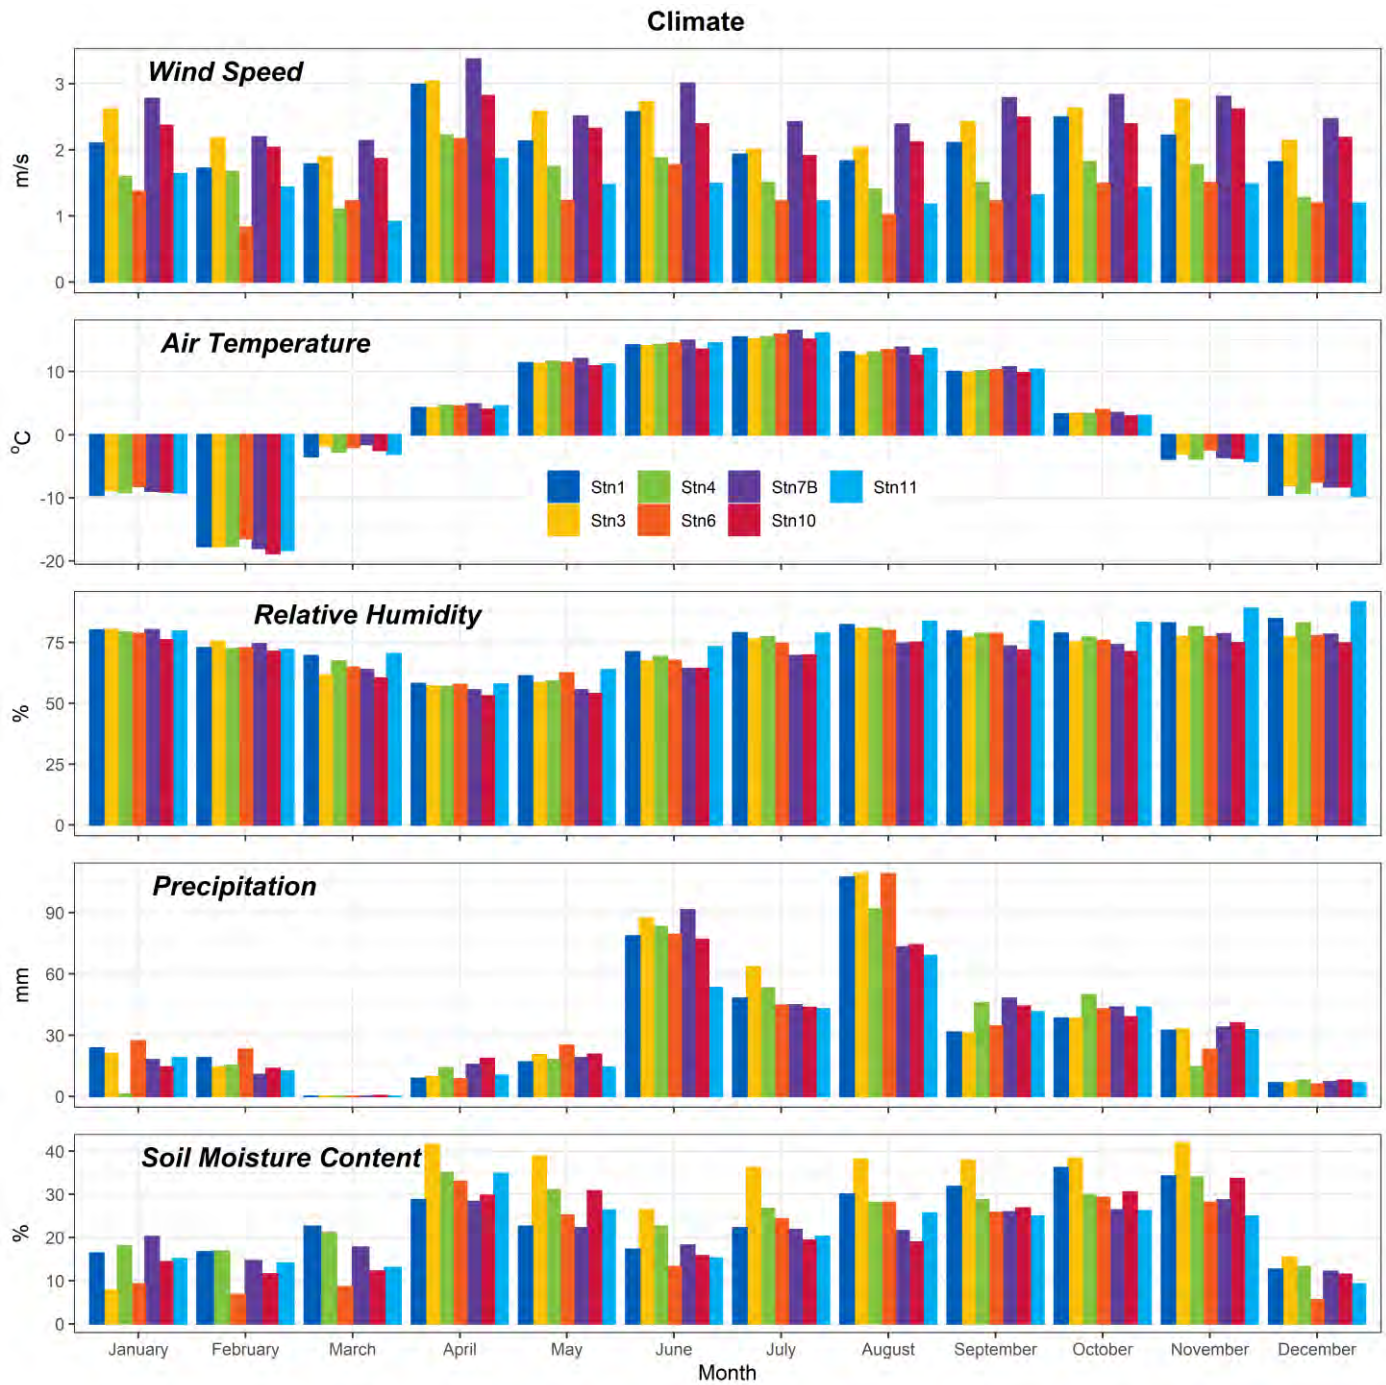 Climate
Wind Speed
3
2
1
0
m/s
Air Temperature
10
0
-10
-20
oC
Stn1 Stn4 Stn7B Stn11
Stn3 Stn6 Stn10
Relative Humidity
75
50
25
0
%
Precipitation
90
60
30
0
mm
Soil Moisture Content
40
30
20
10
0
%
January February March April May June July August September October November December
Month